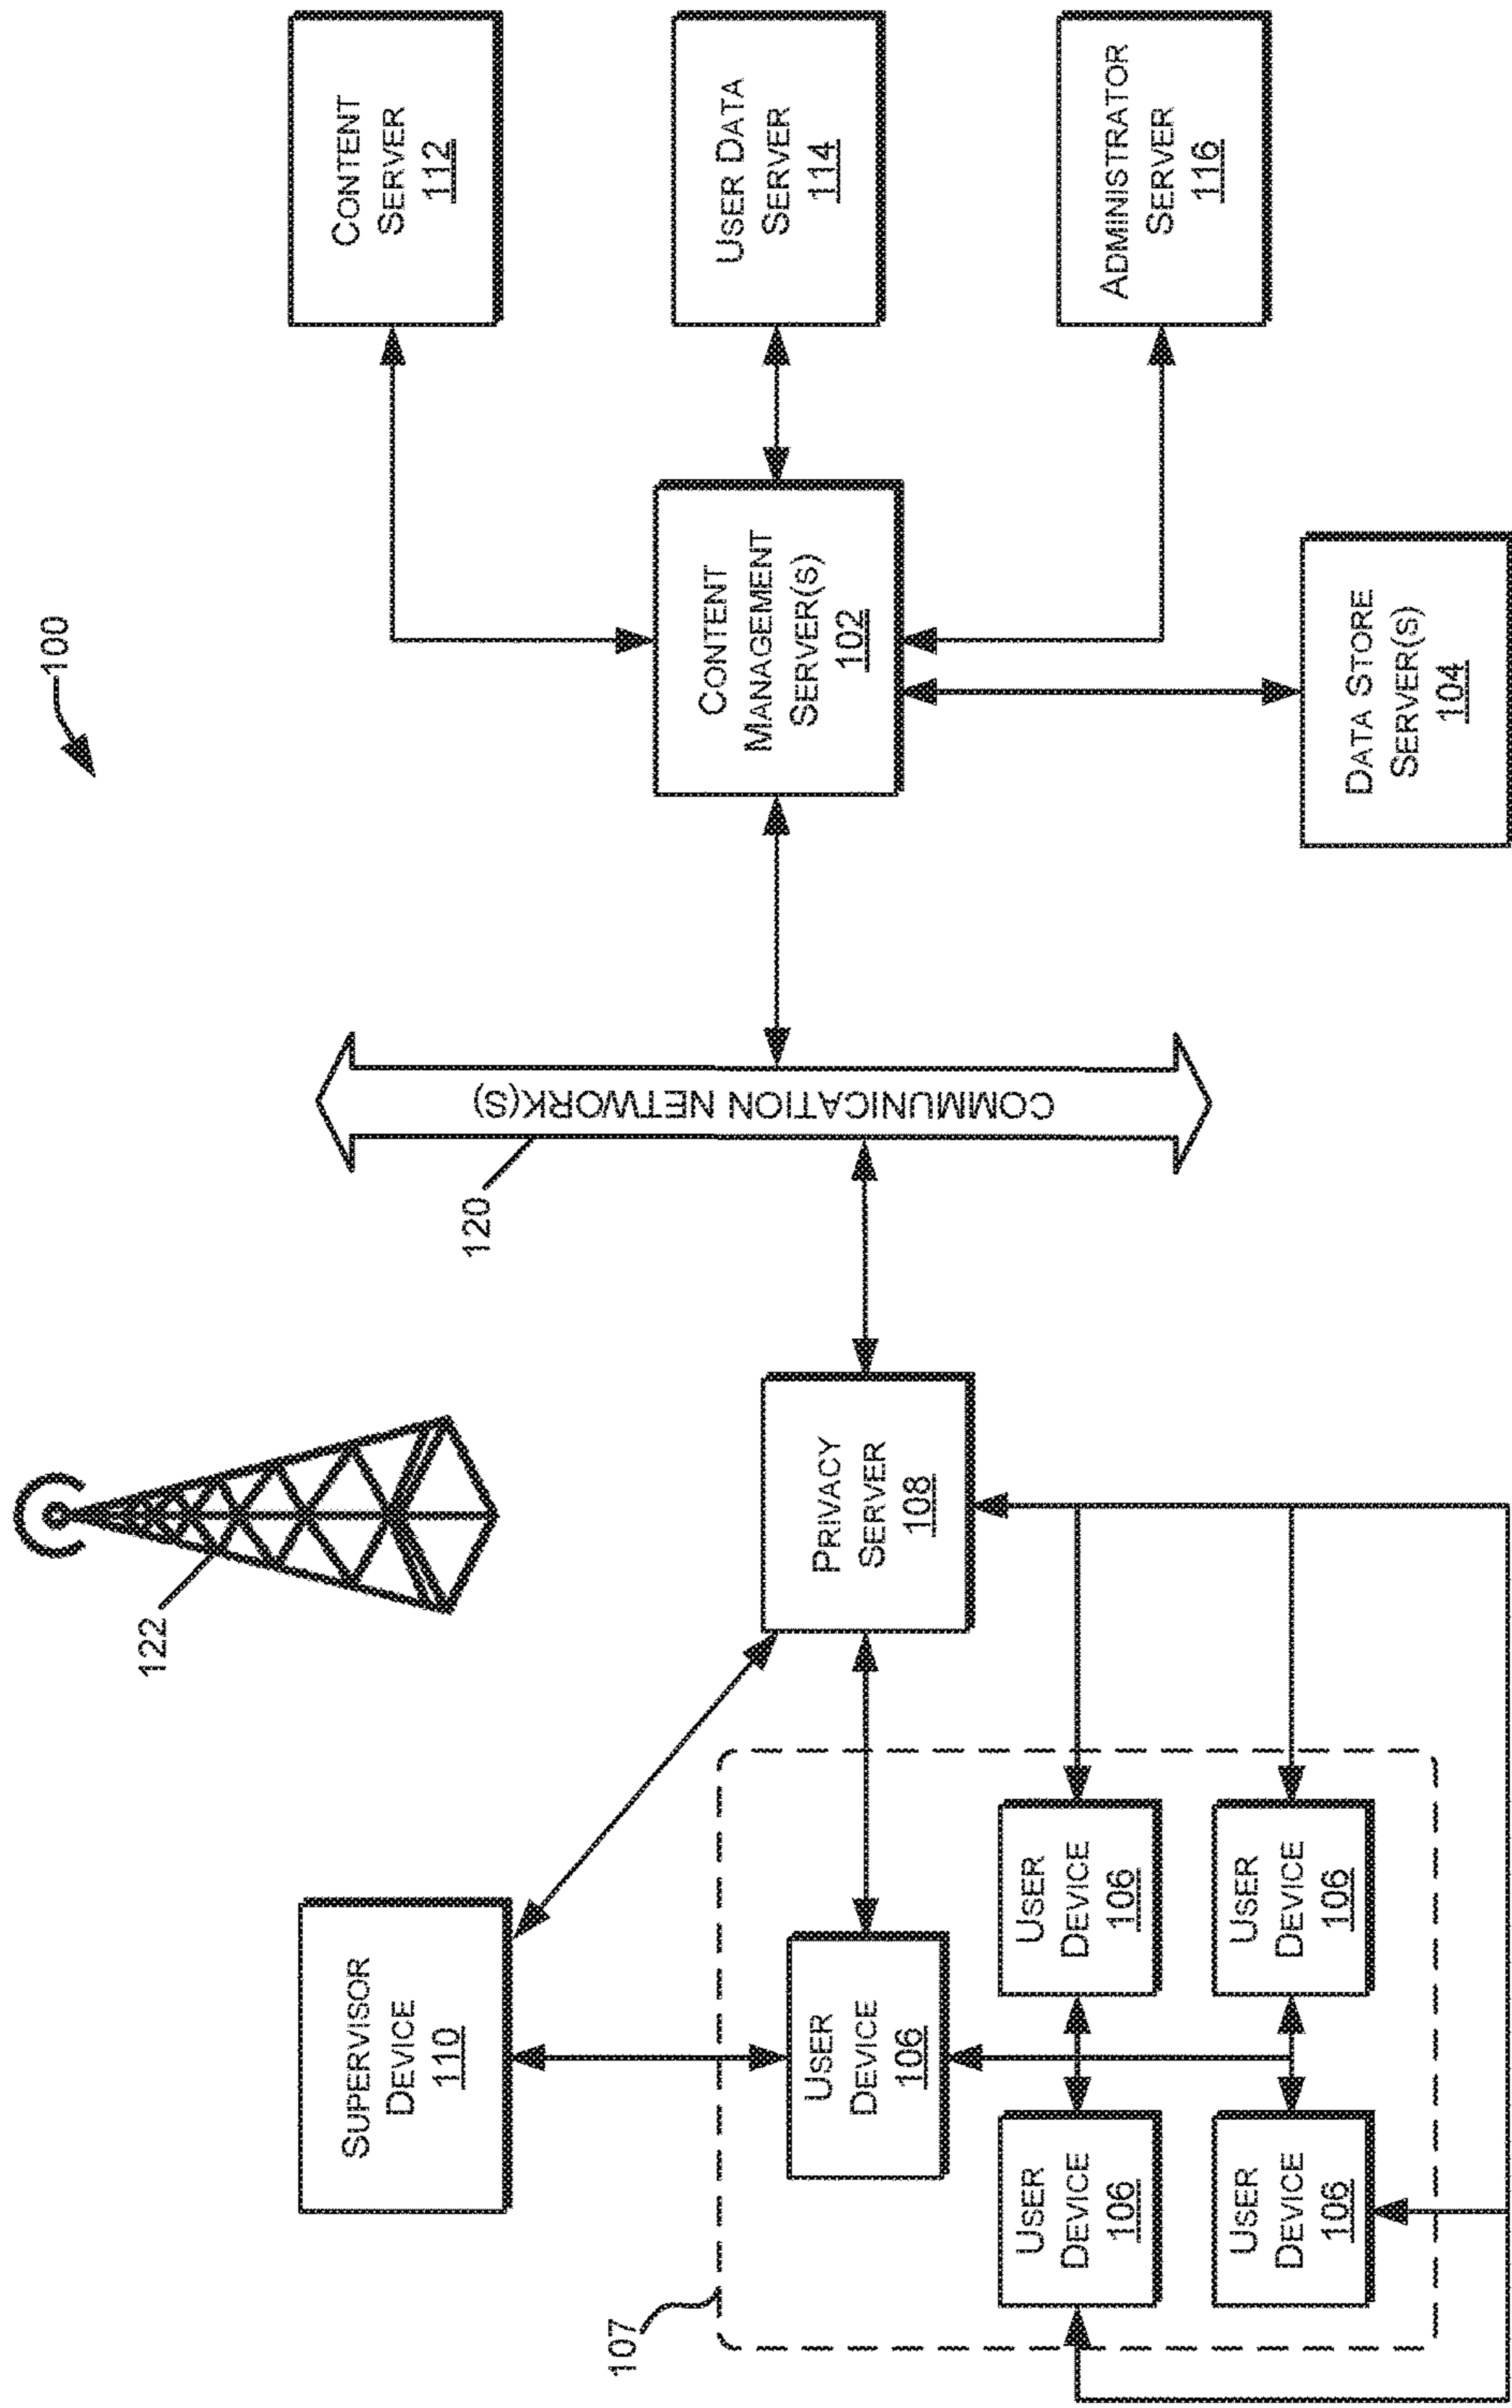 100
122
120
107
SUPERVISOR
DEVICE
110
USER
DEVICE
106
USER
DEVICE
106
USER
DEVICE
106
USER
DEVICE
106
USER
DEVICE
106
PRIVACY
SERVER
108
COMMUNICATION NETWORK(S)
CONTENT
MANAGEMENT
SERVER(S)
102
DATA STORE
SERVER(S)
104
CONTENT
SERVER
112
USER DATA
SERVER
114
ADMINISTRATOR
SERVER
116